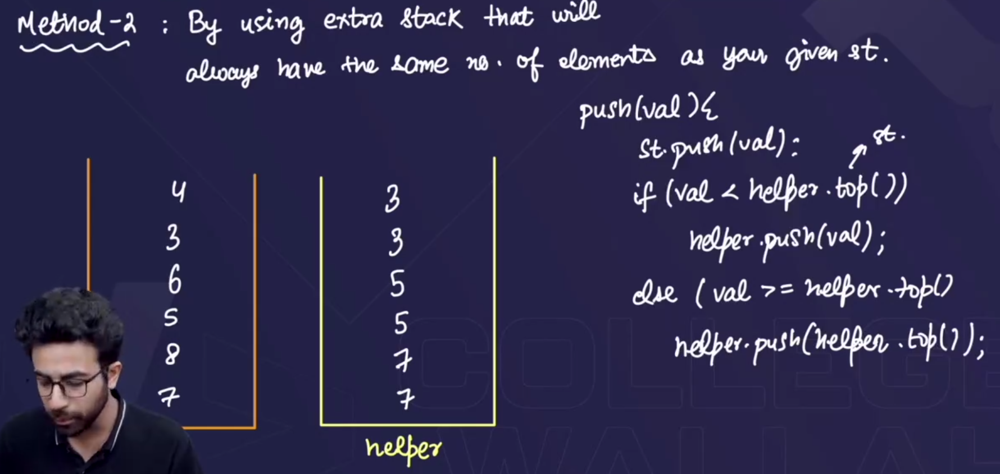 Method-2 : By using extra stack that will
always have the same no. of elements as your given st.
push(val){
st.push(val);
st.
if (val < helper.top())
helper.push(val);
else ( val >= helper.top()
helper.push(helper.top());
4
3
6
5
8
7
3
3
5
5
7
7
helper
COLLEGE
WALLAH